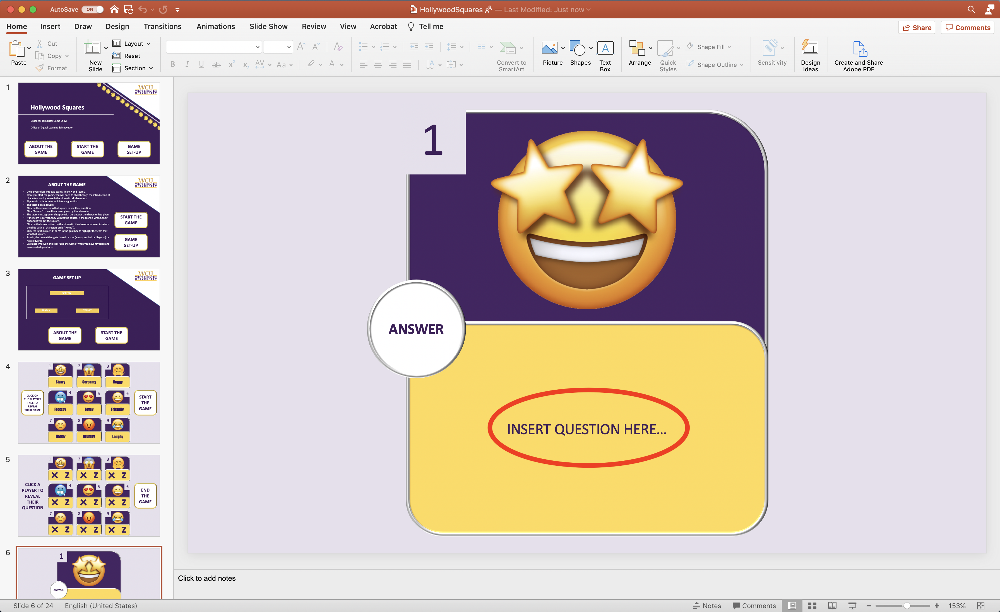 AutoSave ON
HollywoodSquares — Last Modified: Just now
Home Insert Draw Design Transitions Animations Slide Show Review View Acrobat Tell me
Share Comments
Paste
Cut
Copy
Format
New
Slide
Layout
Reset
Section
Convert to
SmartArt
Picture
Shapes
Text
Box
Arrange
Quick
Styles
Shape Fill
Shape Outline
Sensitivity
Design
Ideas
Create and Share
Adobe PDF
1
WCU
WEST CHESTER
UNIVERSITY
Hollywood Squares
Slidedeck Template: Game Show
Office of Digital Learning & Innovation
ABOUT THE
GAME
START THE
GAME
GAME
SET-UP
2
WCU
WEST CHESTER
UNIVERSITY
ABOUT THE GAME
• Divide your class into two teams. Team X and Team Z
• Once you start the game, you will need to click through the introduction of
characters until you reach the slide with all characters.
• Flip a coin to determine which team goes first.
• The team picks a square.
• Click on the character in that square to see their question.
• Click "Answer" to see the answer given by that character.
• The team must agree or disagree with the answer the character has given.
• If the team is correct, they will get the square. If the team is wrong, their
opponent will get the square.
• Click on the home button on the slide with the character answer to return
the slide with all characters on it ("Home").
• Click the light purple "X" or "Z" in the gold box to highlight the team that
won that square.
• To win, the team either gets three in a row (across, vertical or diagonal) or
has 5 squares.
• Calculate who won and click "End the Game" when you have revealed and
answered all questions.
START THE
GAME
GAME
SET-UP
3
WCU
WEST CHESTER
UNIVERSITY
GAME SET-UP
SCREEN
TEAM X
TEAM Z
ABOUT THE
GAME
START THE
GAME
4
1 2 3
Starry Screamy Huggy
CLICK ON
THE PLAYER'S
FACE TO
REVEAL
THEIR NAME
4 5 6
Freezey Lovey Friendly
START
THE
GAME
7 8 9
Happy Grumpy Laughy
5
1 2 3
X Z X Z X Z
CLICK A
PLAYER TO
REVEAL
THEIR
QUESTION
4 5 6
X Z X Z X Z
END
THE
GAME
7 8 9
X Z X Z X Z
6
1
ANSWER
1
ANSWER
INSERT QUESTION HERE...
Click to add notes
Slide 6 of 24 English (United States)
Notes Comments 153%